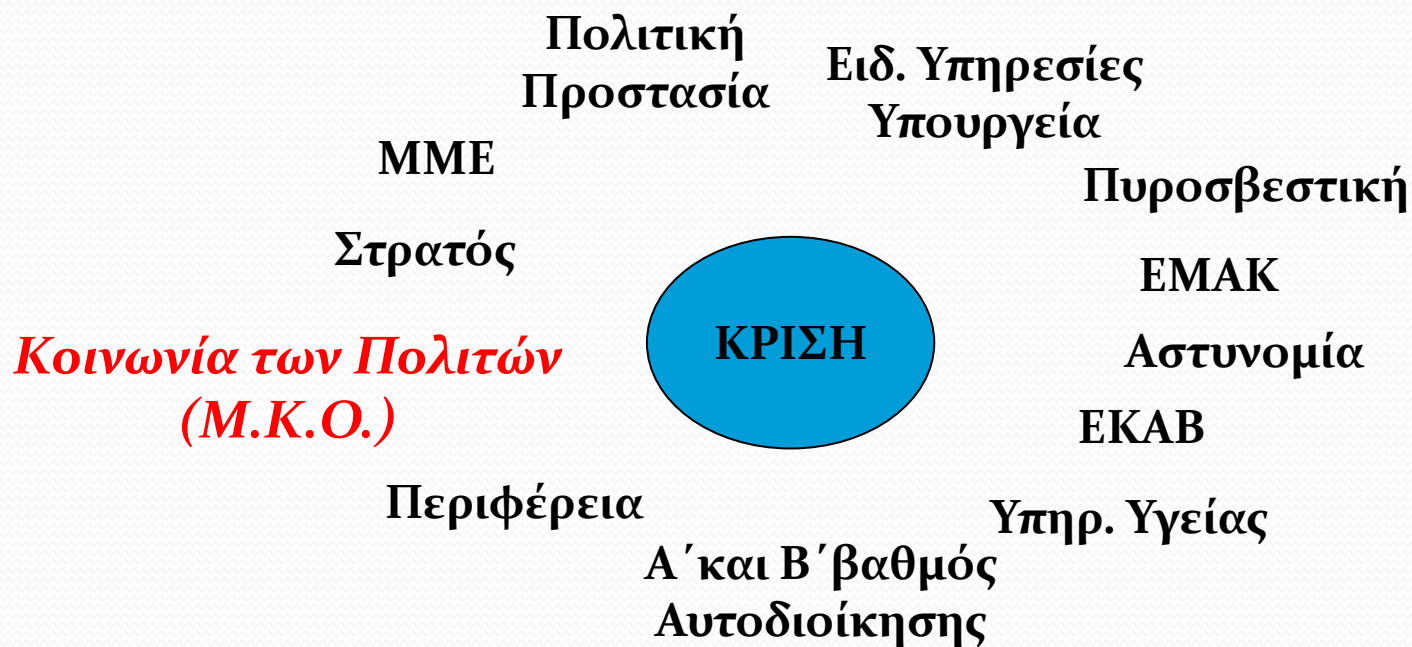 Πολιτική
Προστασία
Ειδ. Υπηρεσίες
Υπουργεία
ΜΜΕ
Πυροσβεστική
Στρατός
ΕΜΑΚ
Κοινωνία των Πολιτών
(Μ.Κ.Ο.)
ΚΡΙΣΗ
Αστυνομία
ΕΚΑΒ
Περιφέρεια
Υπηρ. Υγείας
Α΄και Β΄βαθμός
Αυτοδιοίκησης